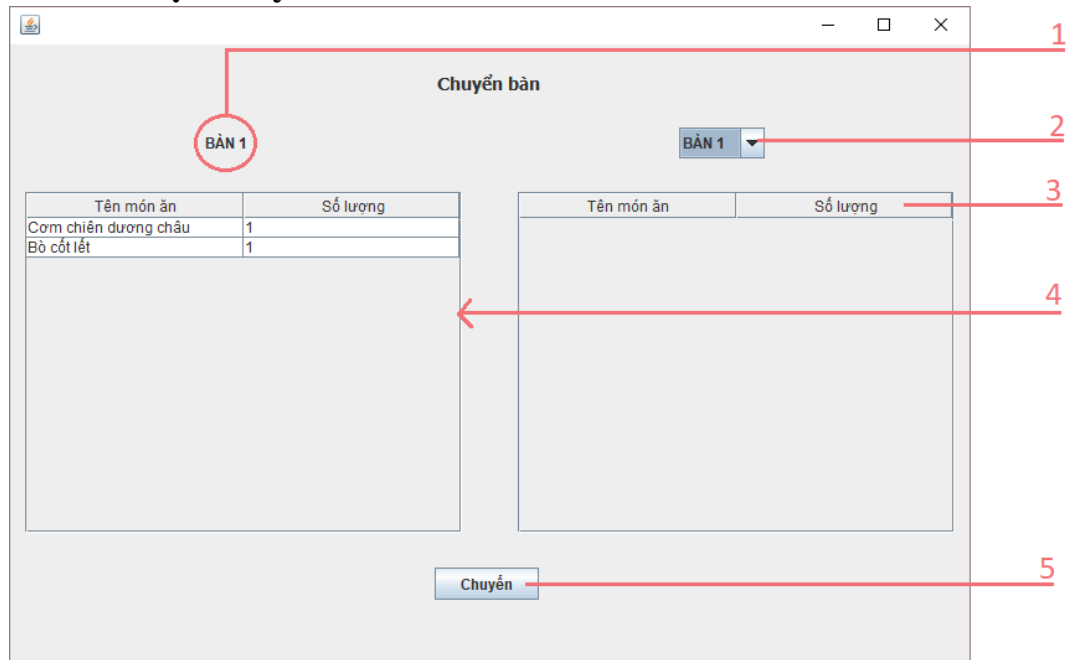 1
Chuyển bàn
BÀN 1
BÀN 1
2
Tên món ăn Số lượng
Tên món ăn Số lượng
3
Cơm chiên dương châu 1
Bò cốt lết 1
4
Chuyển
5